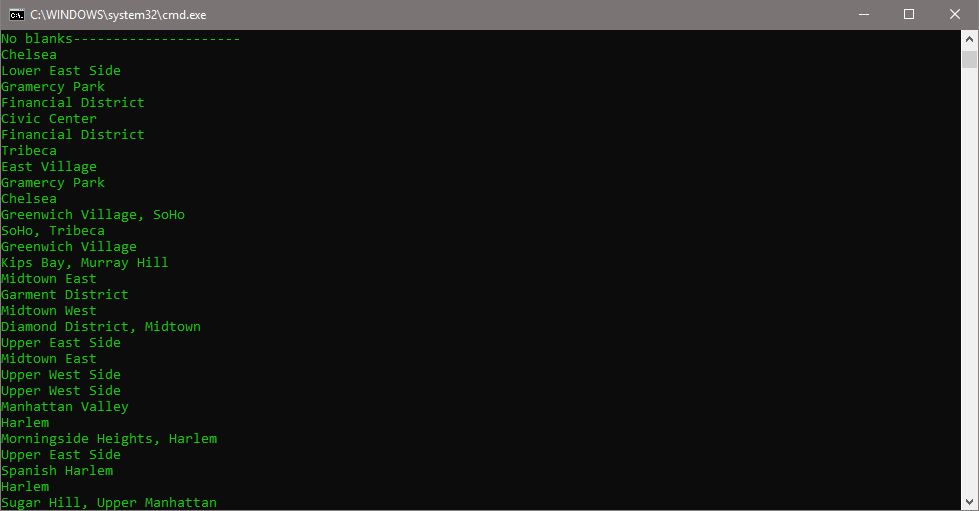 C:\WINDOWS\system32\cmd.exe
No blanks---------------------
Chelsea
Lower East Side
Gramercy Park
Financial District
Civic Center
Financial District
Tribeca
East Village
Gramercy Park
Chelsea
Greenwich Village, SoHo
SoHo, Tribeca
Greenwich Village
Kips Bay, Murray Hill
Midtown East
Garment District
Midtown West
Diamond District, Midtown
Upper East Side
Midtown East
Upper West Side
Upper West Side
Manhattan Valley
Harlem
Morningside Heights, Harlem
Upper East Side
Spanish Harlem
Harlem
Sugar Hill, Upper Manhattan